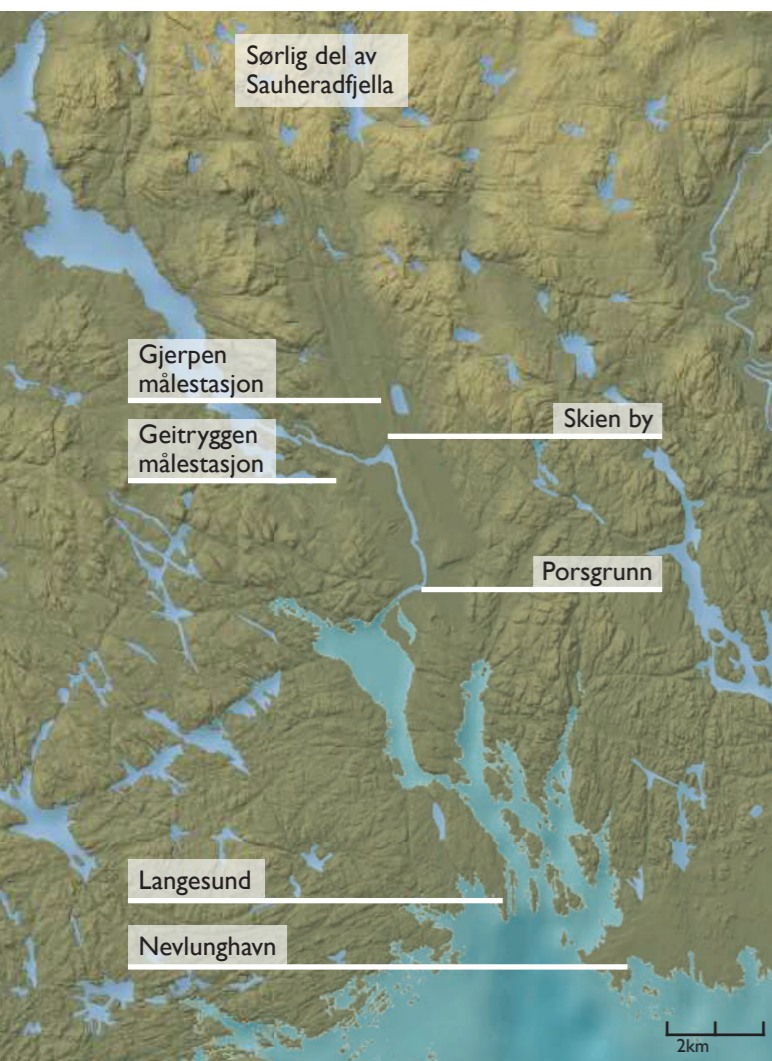 Sørlig del av
Sauheradfjella
Gjerpen
målestasjon
Skien by
Geitryggen
målestasjon
Porsgrunn
Langesund
Nevlunghavn
2km